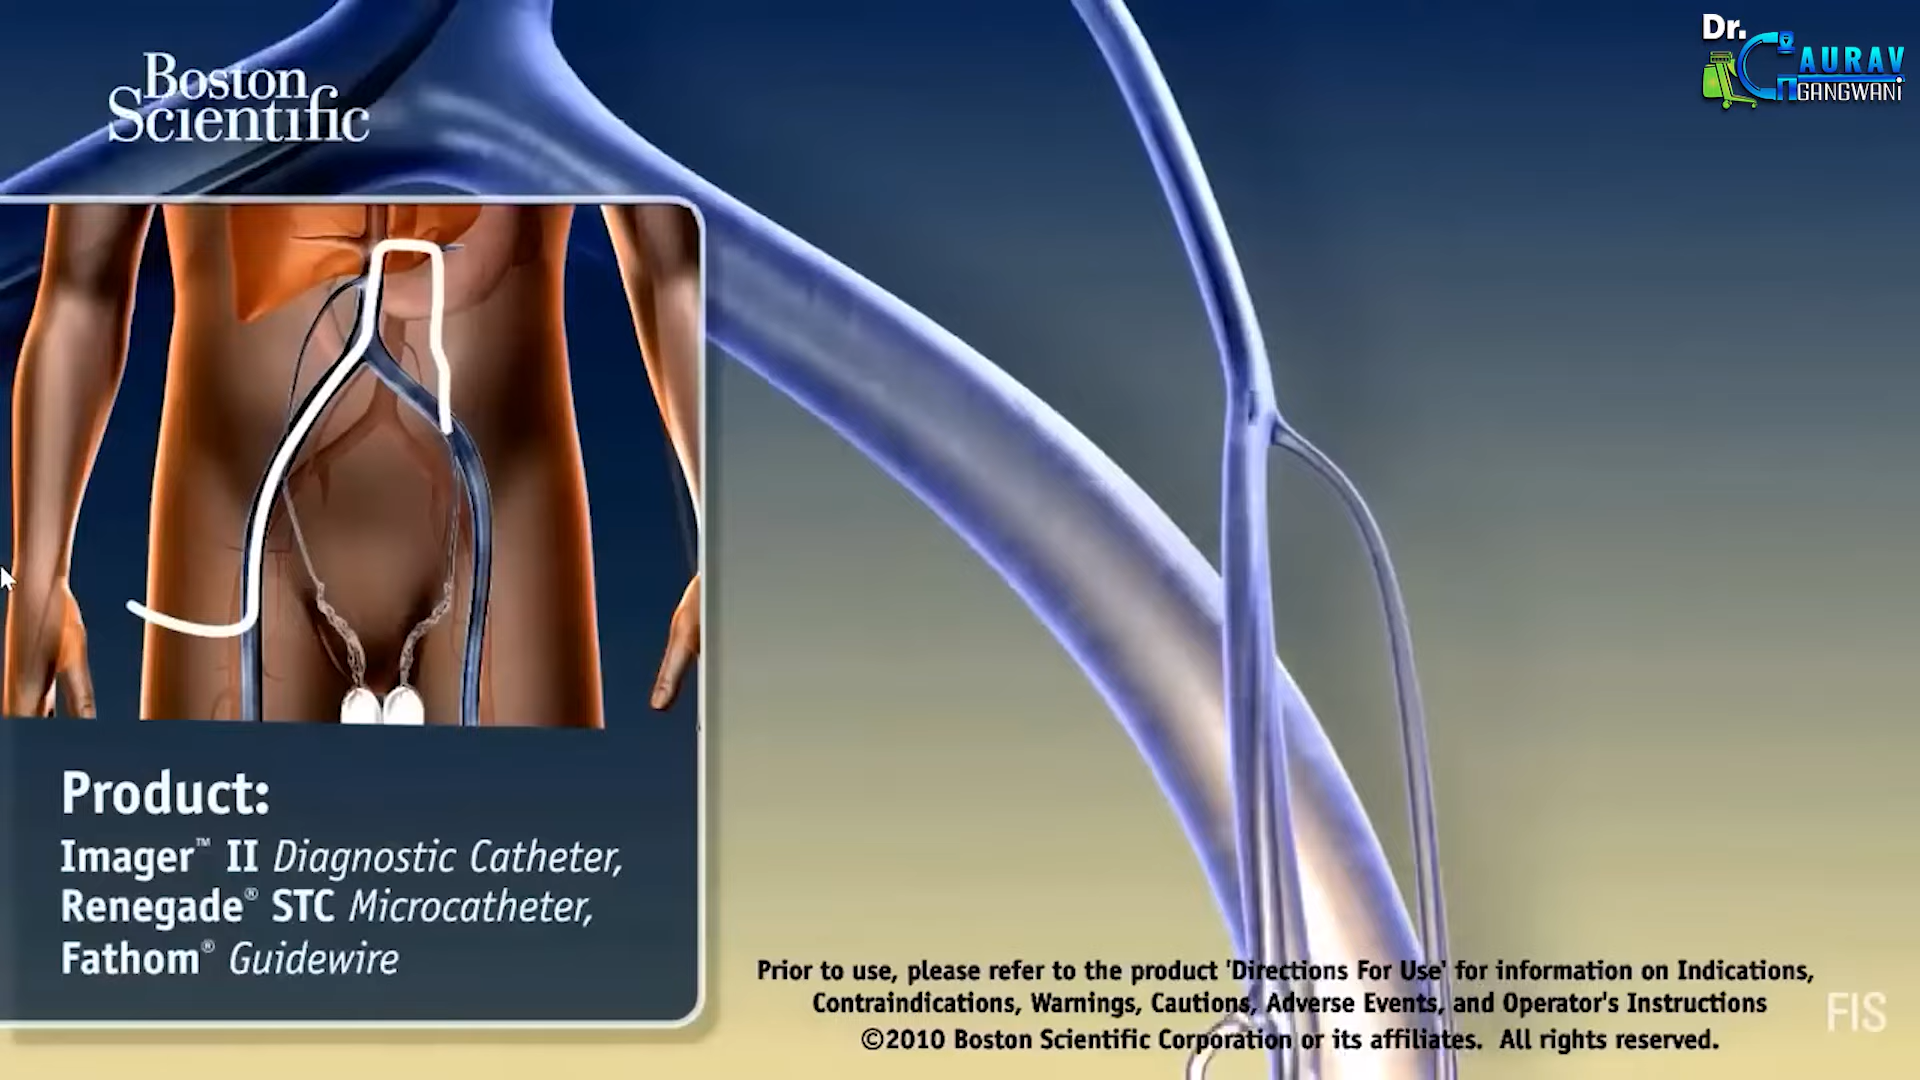 Boston
Scientific
Dr.
GAURAV
GANGWANi
Product:
Imager™ II Diagnostic Catheter,
Renegade® STC Microcatheter,
Fathom® Guidewire
Prior to use, please refer to the product 'Directions For Use' for information on Indications,
Contraindications, Warnings, Cautions, Adverse Events, and Operator's Instructions
©2010 Boston Scientific Corporation or its affiliates. All rights reserved.
FIS